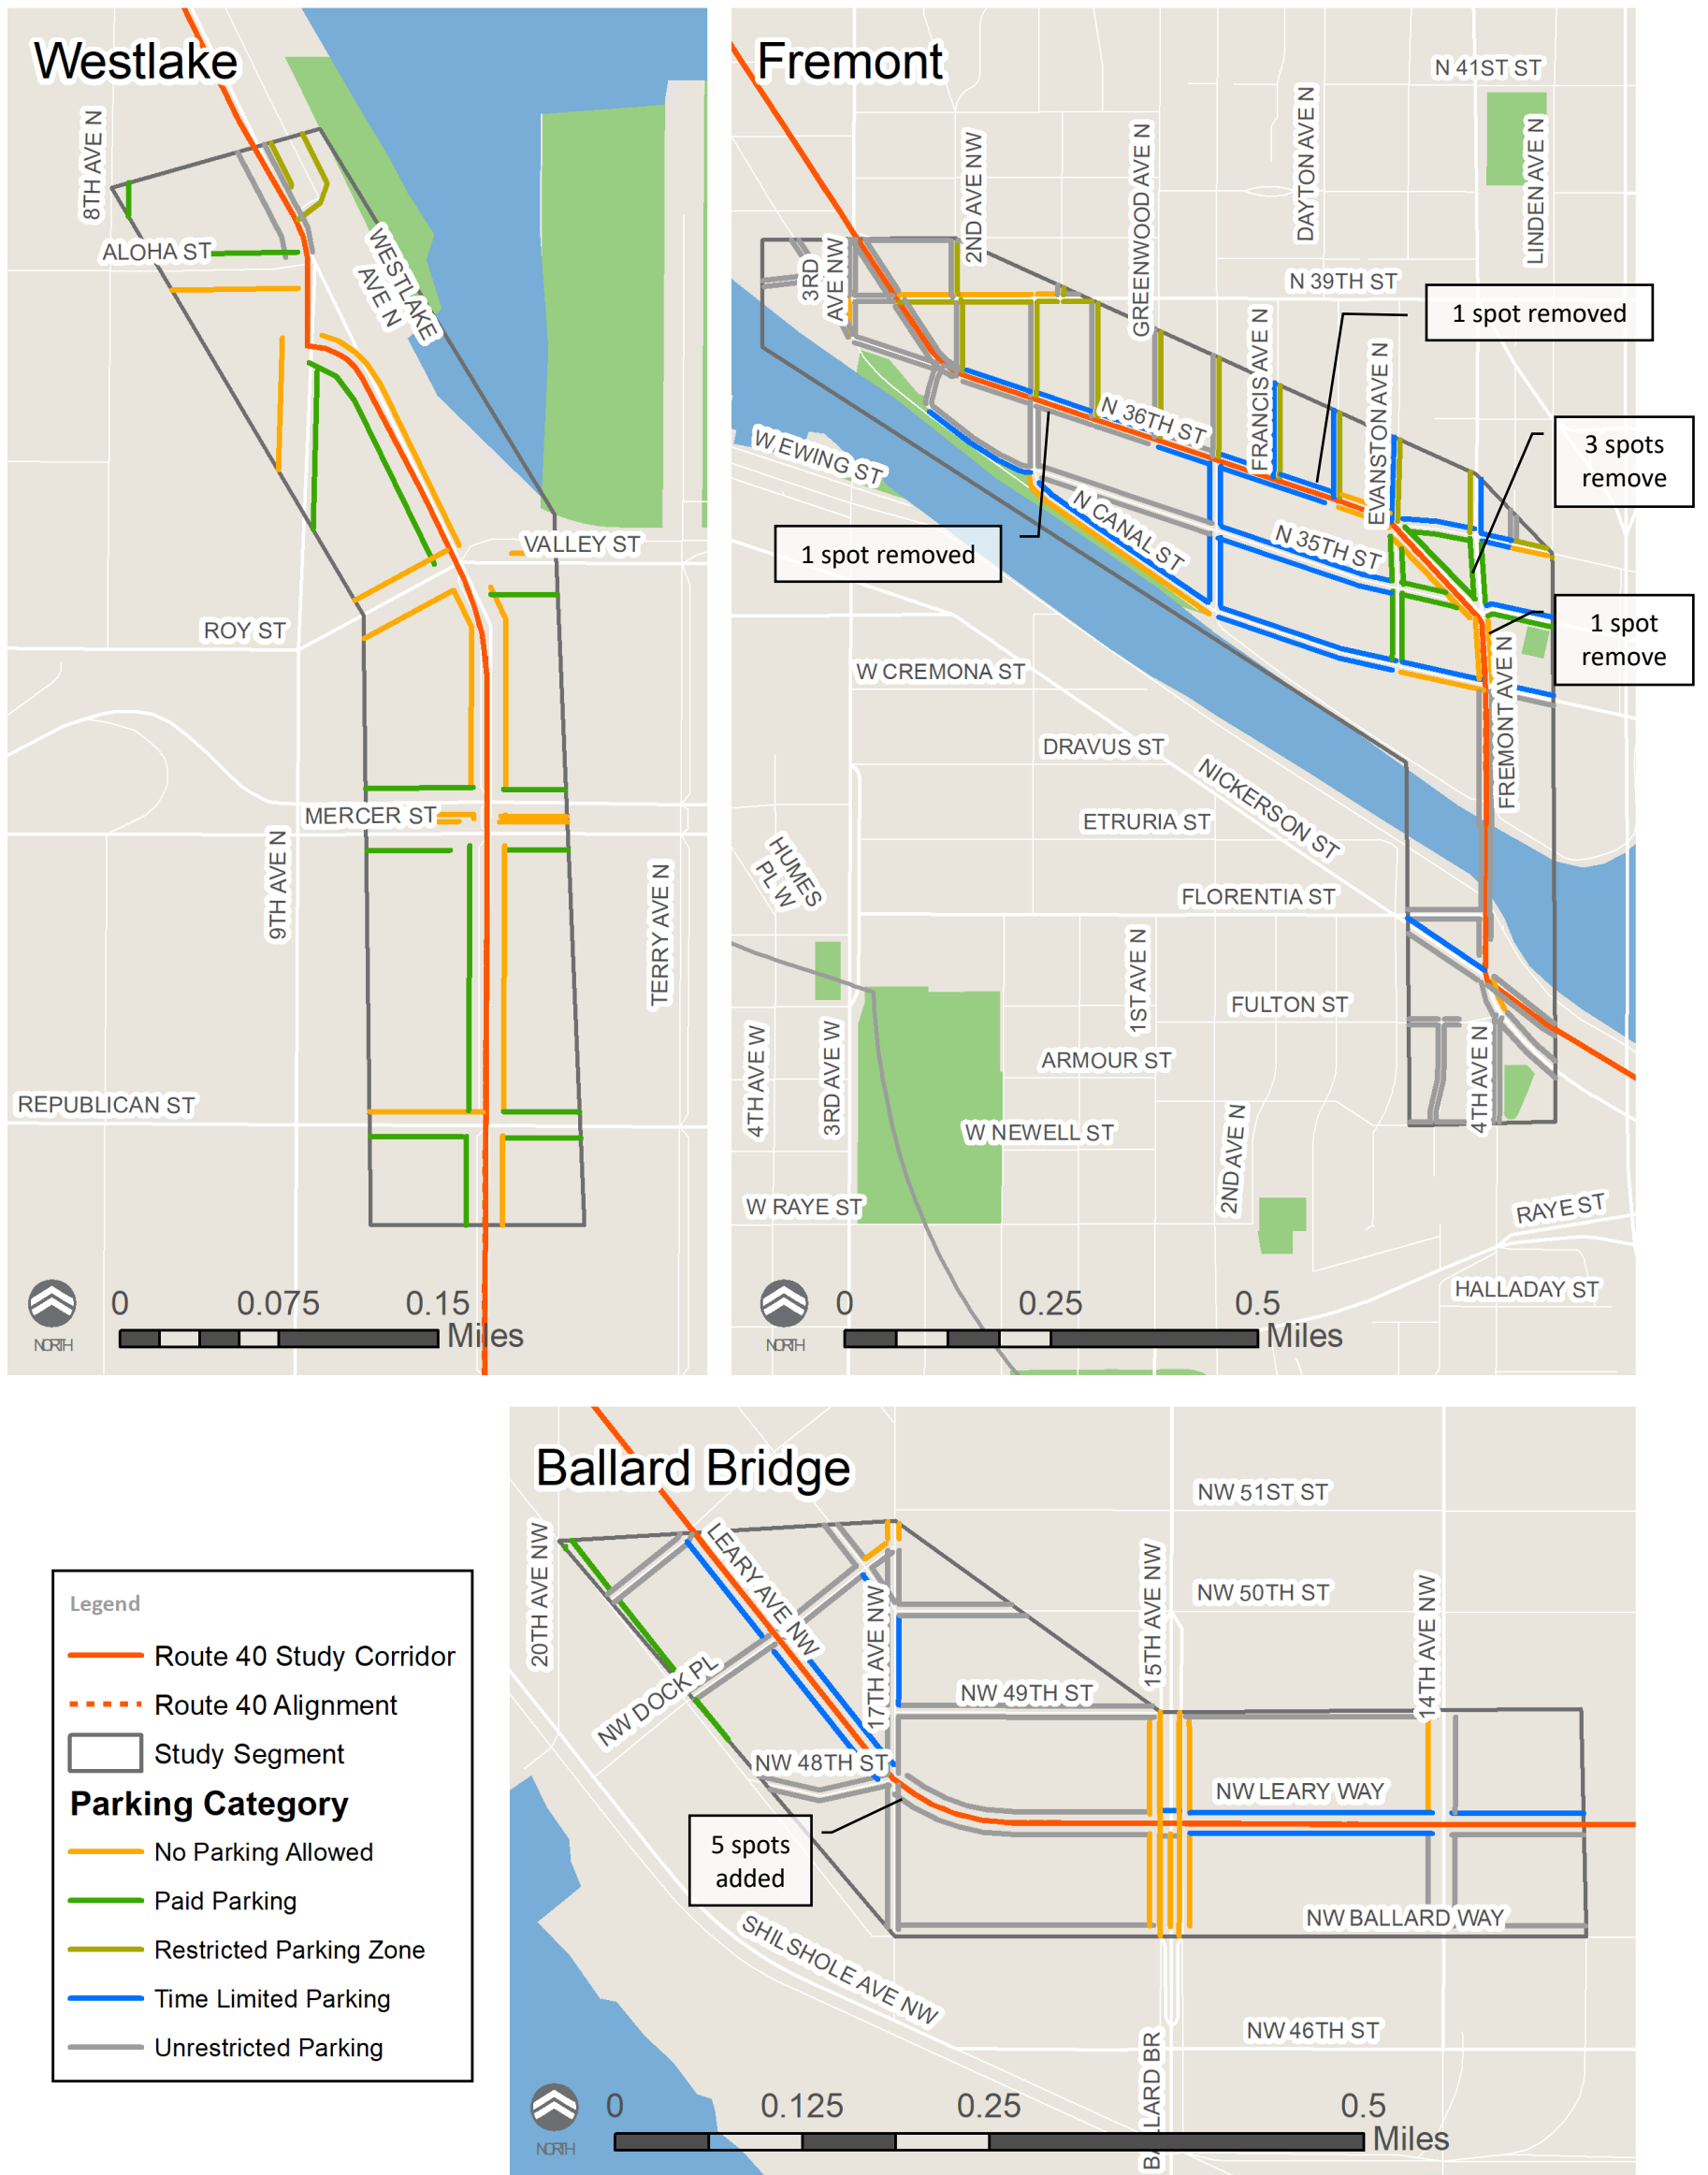 Westlake
8TH AVE N
ALOHA ST
WESTLAKE
AVE N
VALLEY ST
ROY ST
MERCER ST
9TH AVE N
TERRY AVE N
REPUBLICAN ST
NORTH
0 0.075 0.15
Miles
Fremont
N 41ST ST
LINDEN AVE N
DAYTON AVE N
GREENWOOD AVE N
2ND AVE NW
3RD
AVE NW
N 39TH ST
1 spot removed
FRANCIS AVE N
EVANSTON AVE N
N 36TH ST
W EWING ST
3 spots
remove
1 spot removed
N CANAL ST
N 35TH ST
1 spot
remove
FREMONT AVE N
W CREMONA ST
DRAVUS ST
NICKERSON ST
ETRURIA ST
HUMES
PL W
FLORENTIA ST
1ST AVE N
FULTON ST
4TH AVE W
3RD AVE W
ARMOUR ST
4TH AVE N
W NEWELL ST
2ND AVE N
W RAYE ST
RAYE ST
HALLADAY ST
NORTH
0 0.25 0.5
Miles
Ballard Bridge
NW 51ST ST
20TH AVE NW
LEARY AVE NW
15TH AVE NW
NW 50TH ST
14TH AVE NW
17TH AVE NW
NW DOCK PL
NW 49TH ST
NW 48TH ST
NW LEARY WAY
5 spots
added
NW BALLARD WAY
SHILSHOLE AVE NW
NW 46TH ST
BALLARD BR
NORTH
0 0.125 0.25 0.5
Miles
Legend
Route 40 Study Corridor
Route 40 Alignment
Study Segment
Parking Category
No Parking Allowed
Paid Parking
Restricted Parking Zone
Time Limited Parking
Unrestricted Parking